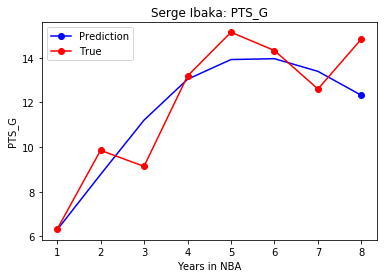 Serge Ibaka: PTS_G
Prediction
True
PTS_G
14
12
10
8
6
1 2 3 4 5 6 7 8
Years in NBA